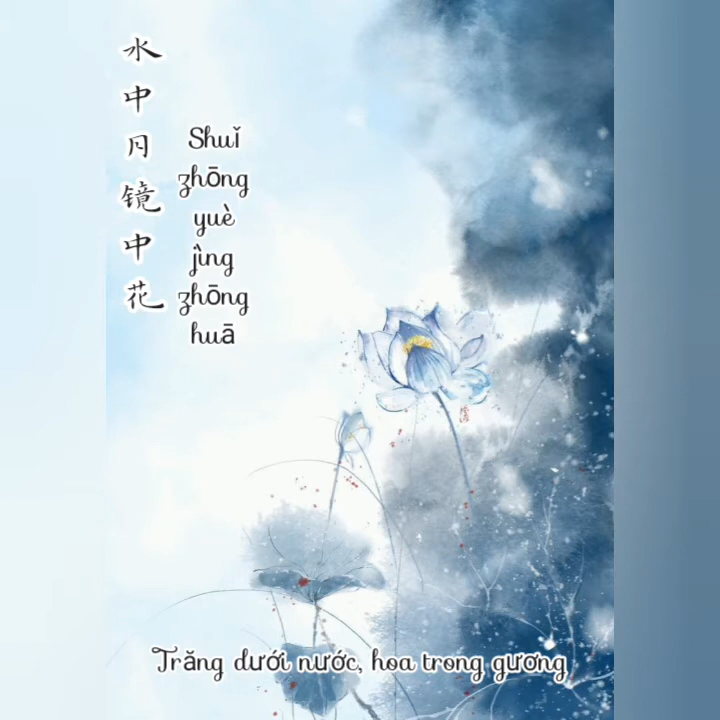 水中月镜中花
Shuǐ
zhōng
yuè
jìng
zhōng
huā
Trăng dưới nước, hoa trong gương